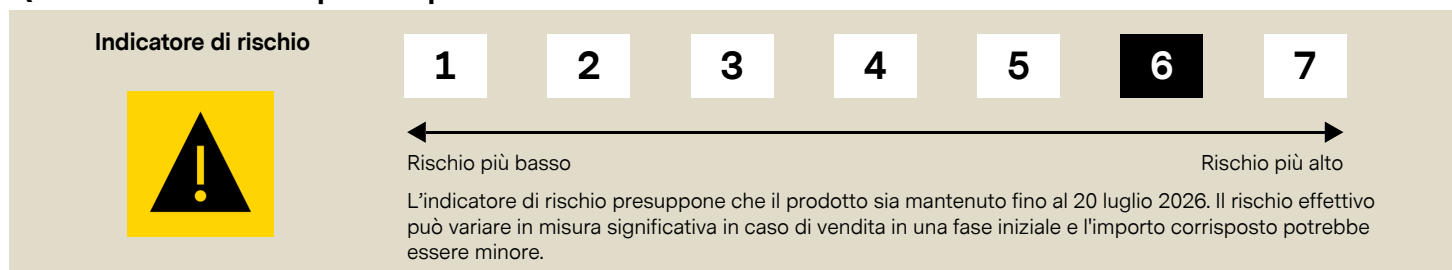 Indicatore di rischio
1 2 3 4 5 6 7
Rischio più basso Rischio più alto
L'indicatore di rischio presuppone che il prodotto sia mantenuto fino al 20 luglio 2026. Il rischio effettivo
può variare in misura significativa in caso di vendita in una fase iniziale e l'importo corrisposto potrebbe
essere minore.